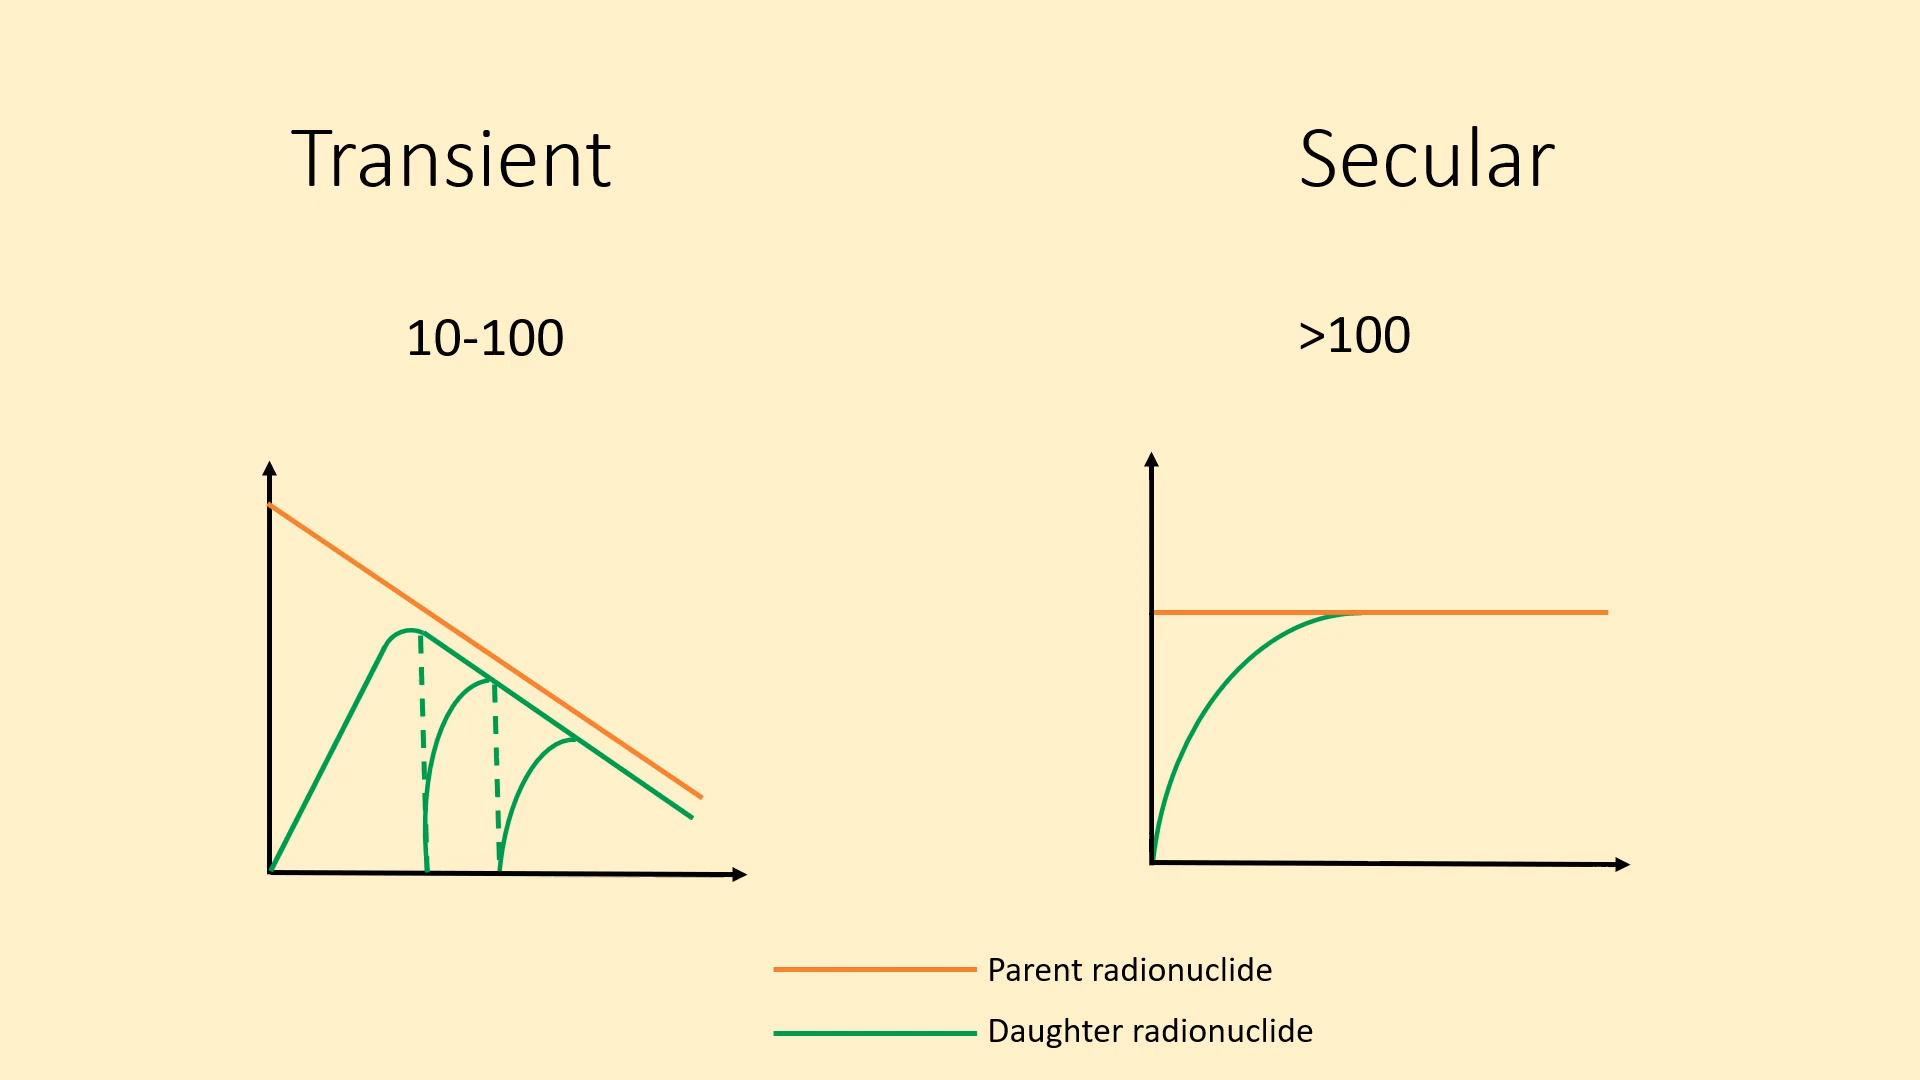 Transient
Secular
10-100
>100
Parent radionuclide
Daughter radionuclide